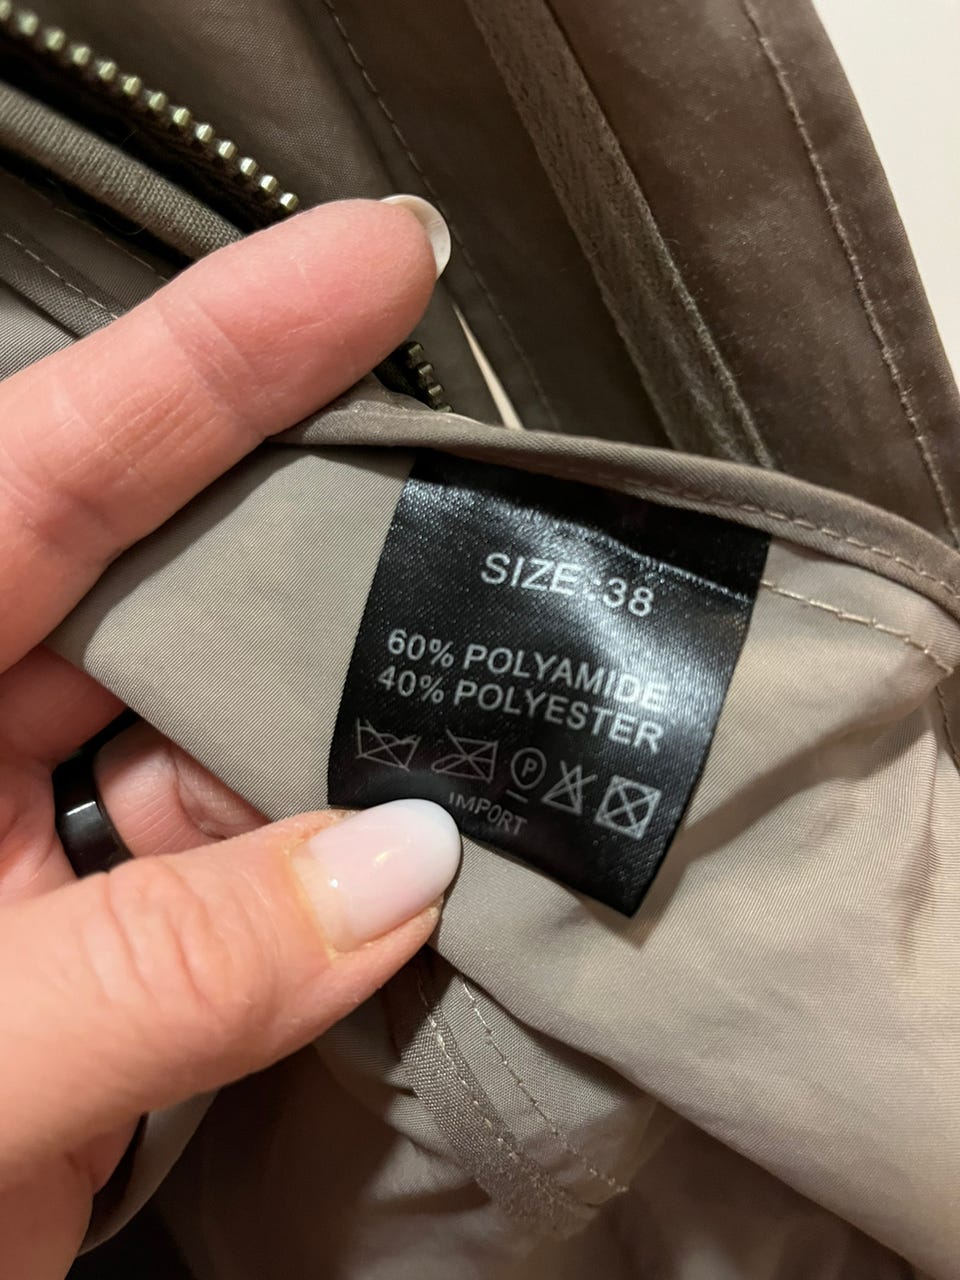 SIZE:38
60% POLYAMIDE
40% POLYESTER
P
IMPORT